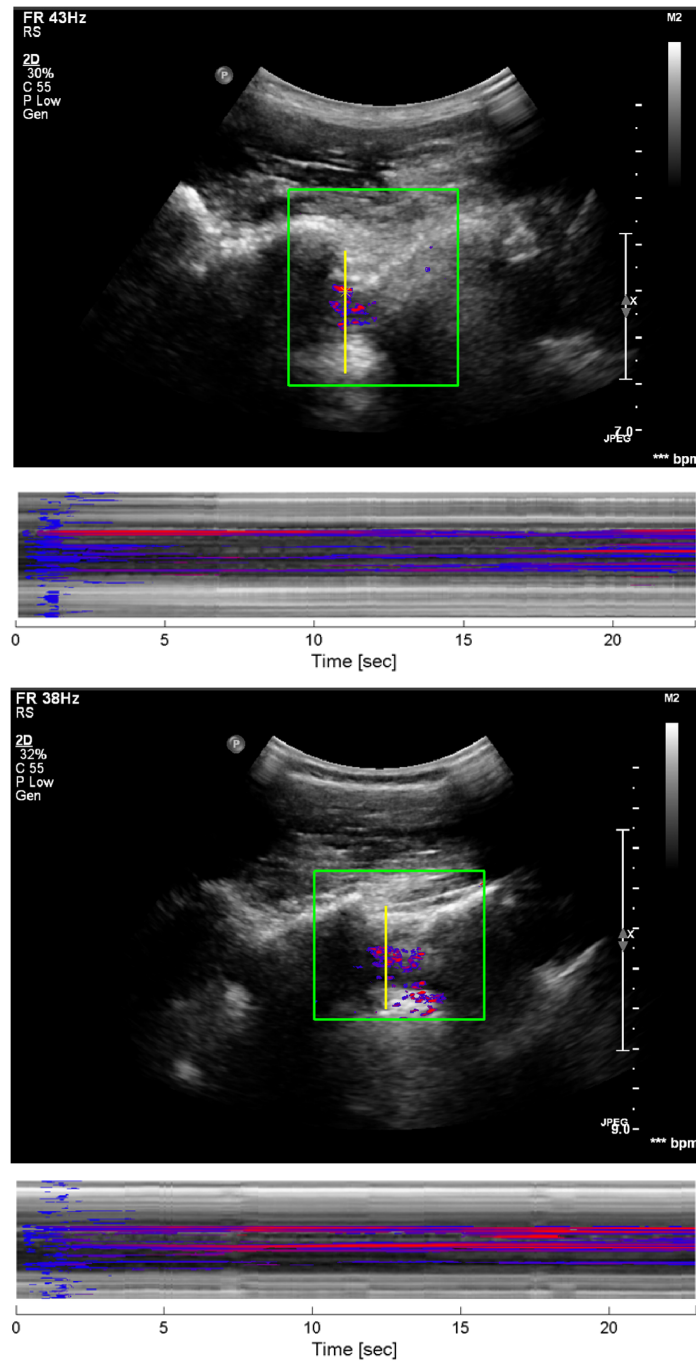 FR 43Hz
RS
M2
2D
30%
C 55
P Low
Gen
P
X
7.0
JPEG
*** bpm
0 5 10 15 20
Time [sec]
FR 38Hz
RS
M2
2D
32%
C 55
P Low
Gen
P
X
JPEG
9.0
*** bpm
0 5 10 15 20
Time [sec]